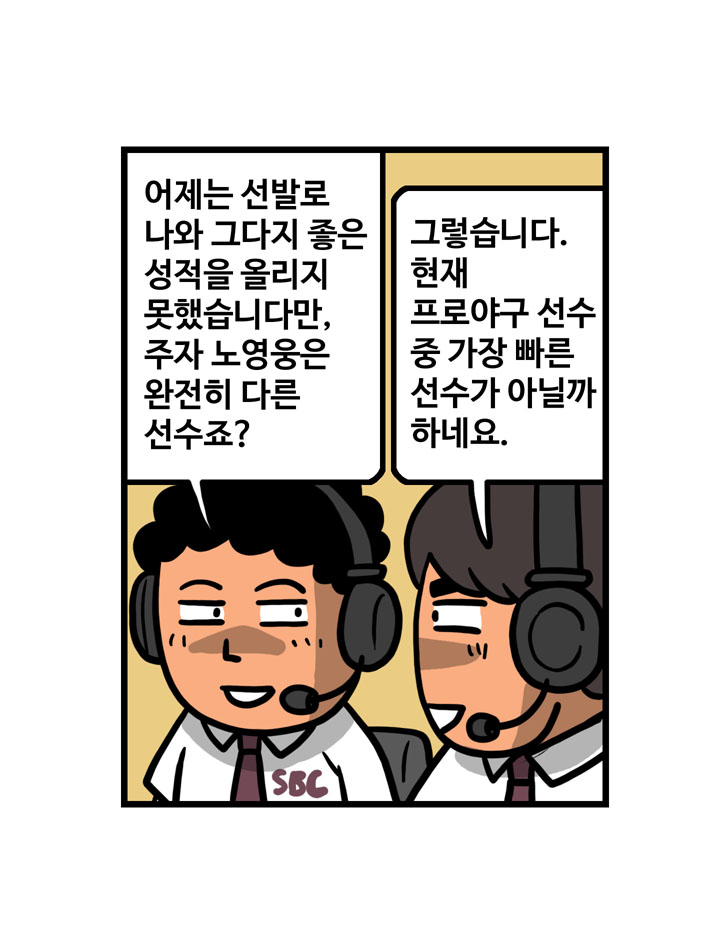 어제는 선발로
나와 그다지 좋은
성적을 올리지
못했습니다만,
주자 노영웅은
완전히 다른
선수죠?
그렇습니다.
현재
프로야구 선수
중 가장 빠른
선수가 아닐까
하네요.
SBC